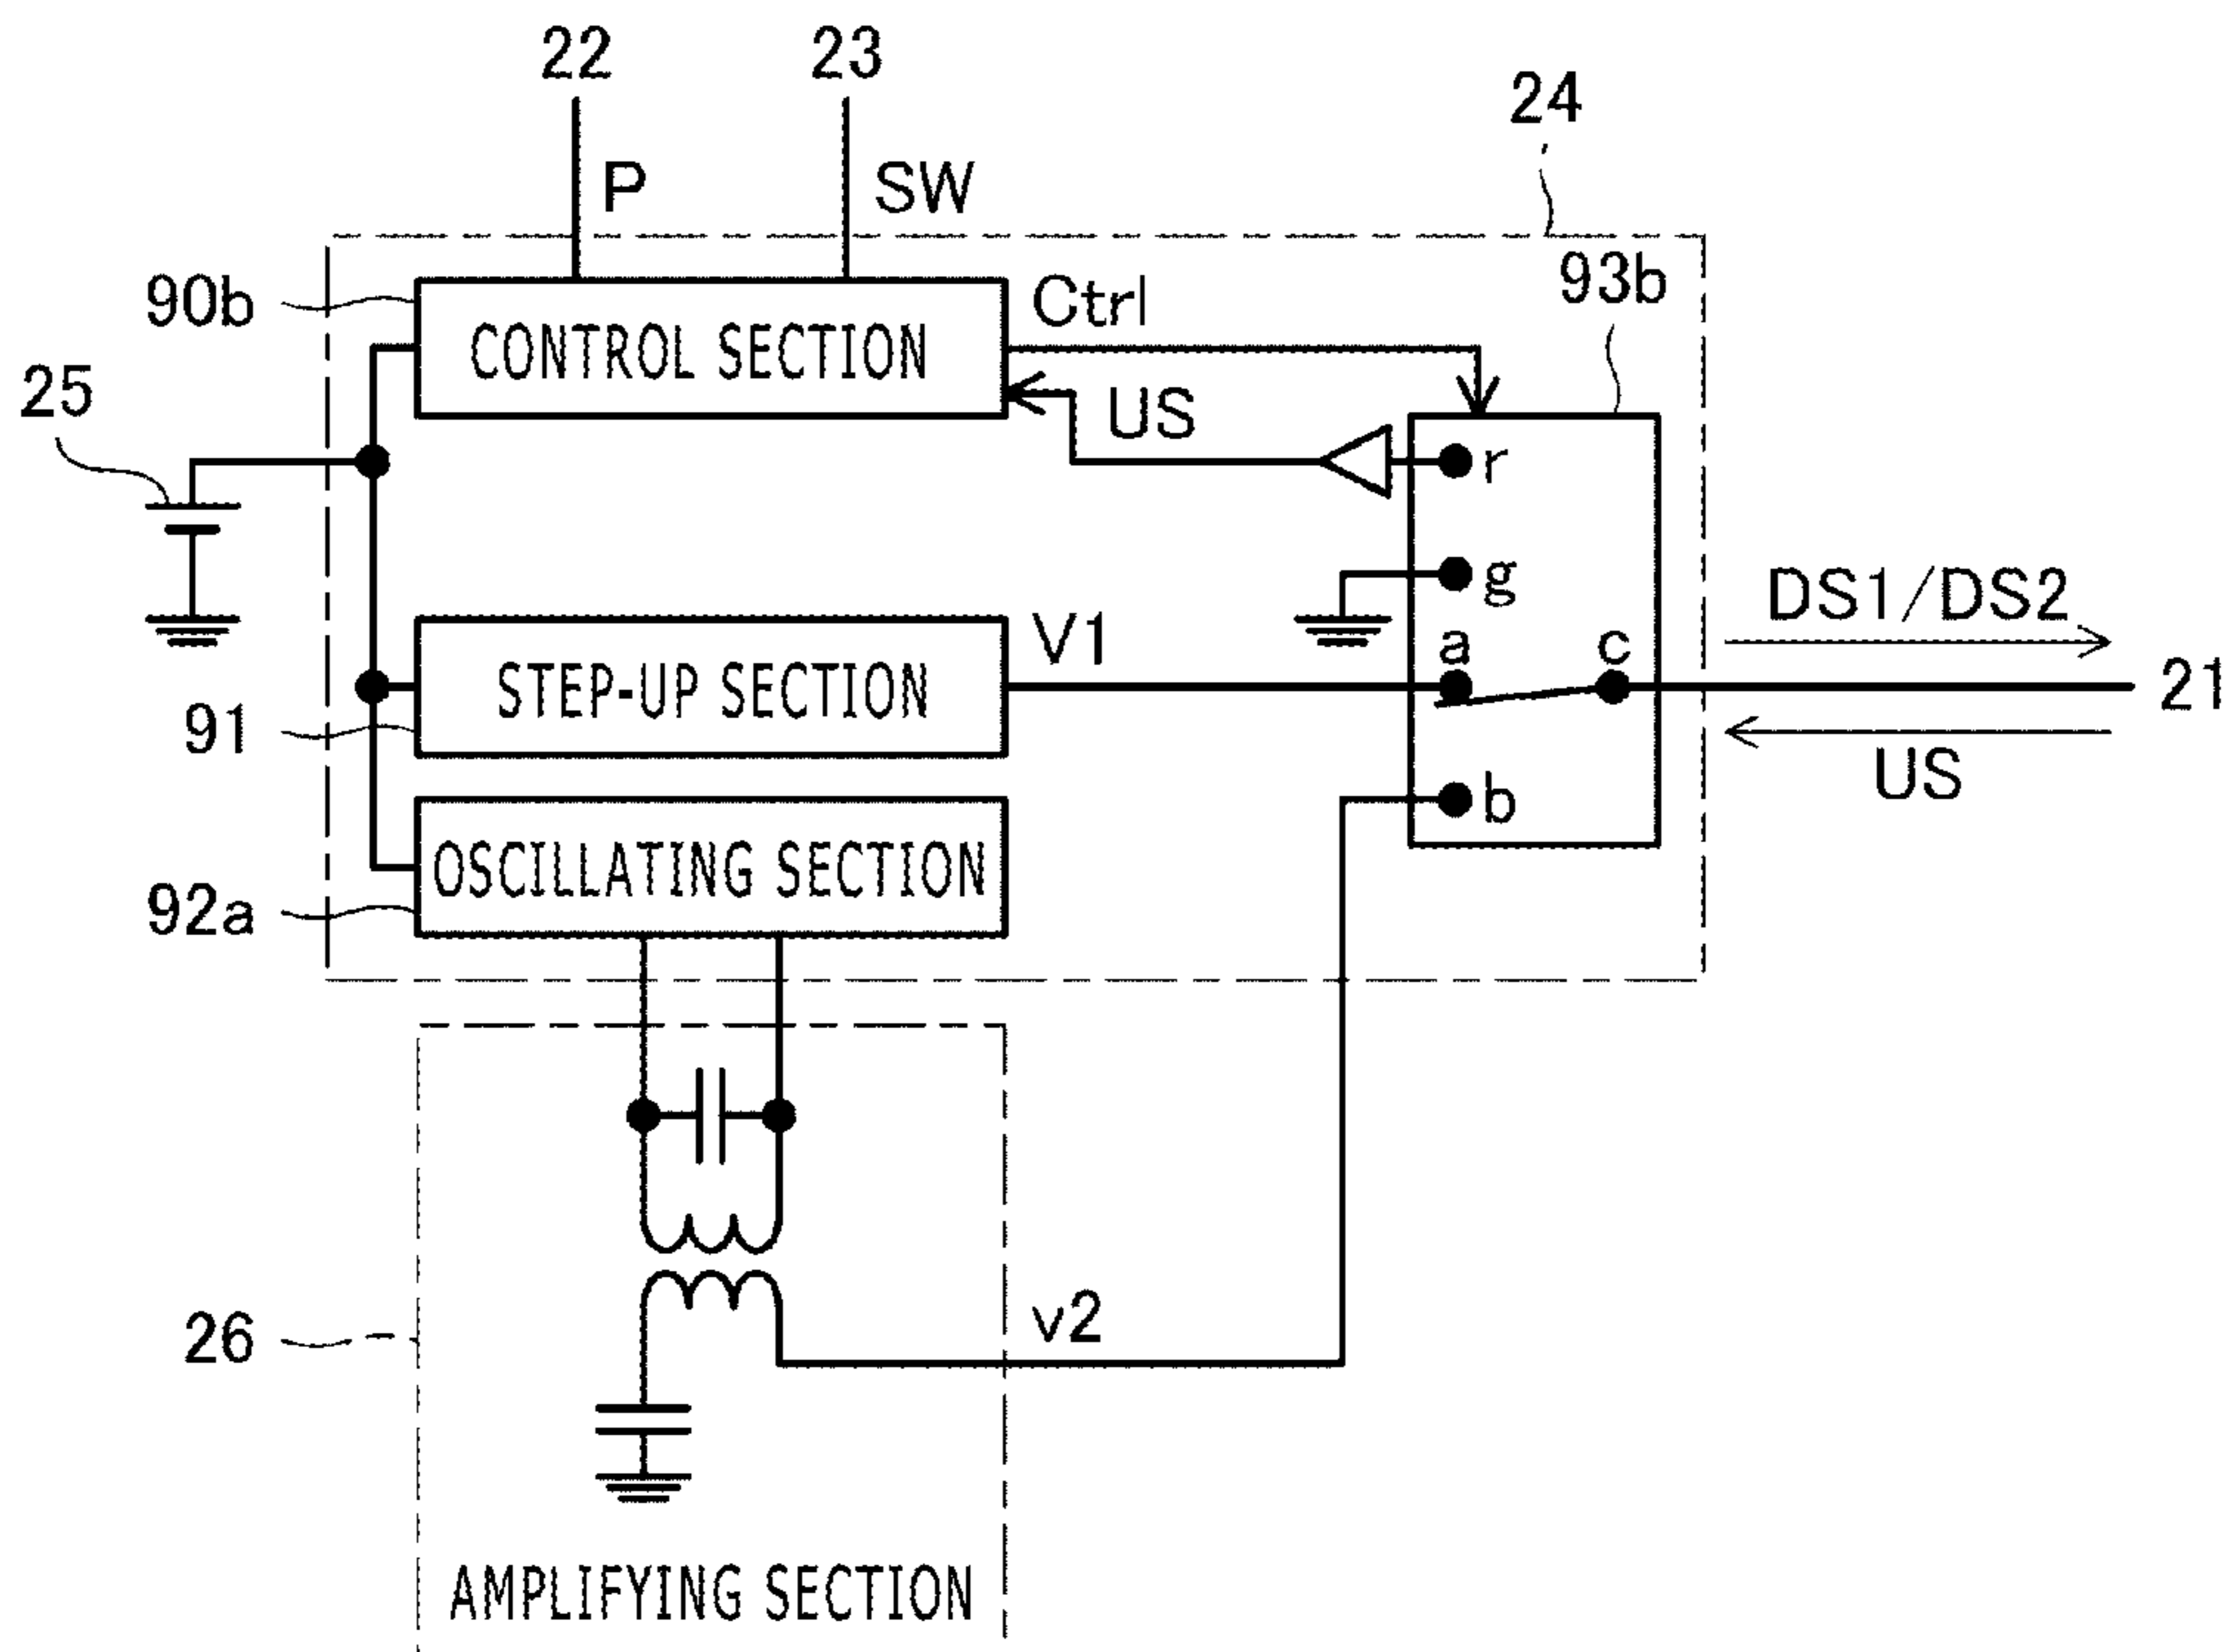 22
23
24
P
SW
90b
Ctrl
93b
CONTROL SECTION
25
US
r
g
DS1/DS2
V1
a
c
STEP-UP SECTION
21
91
US
b
OSCILLATING SECTION
92a
v2
26
AMPLIFYING SECTION